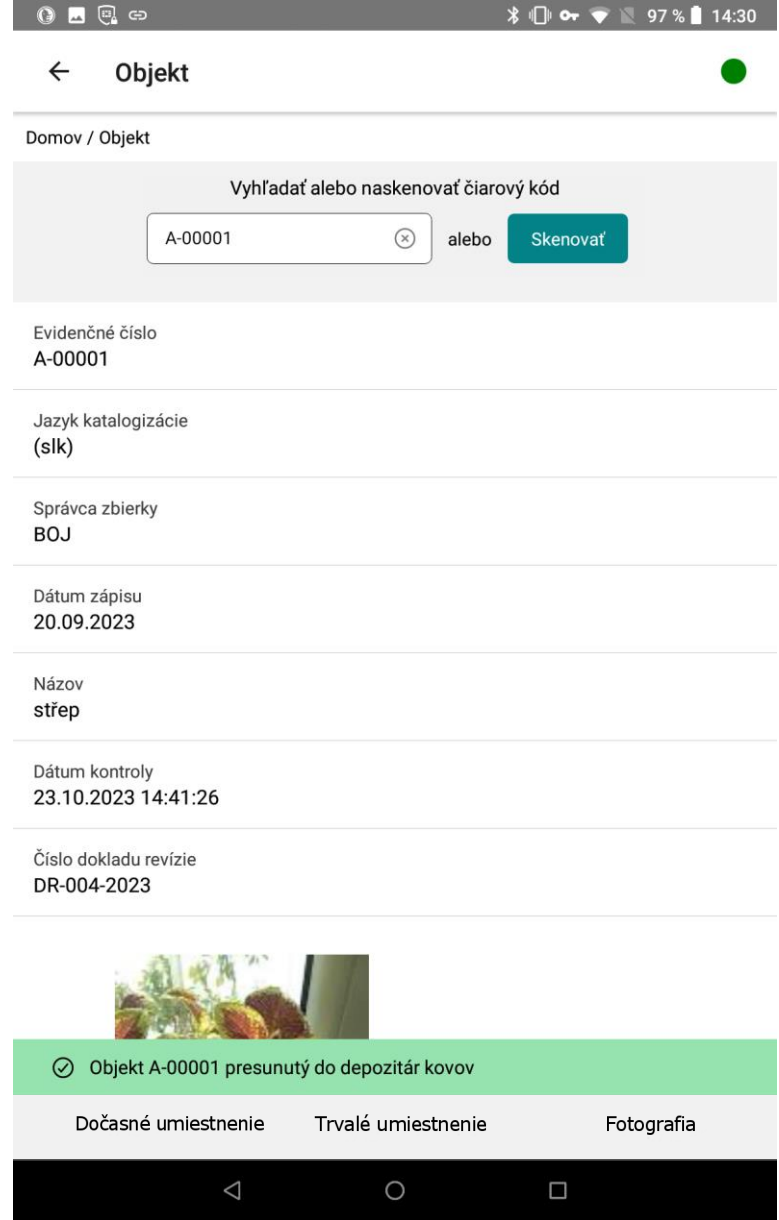 97 % 14:30
Objekt
Domov / Objekt
Vyhľadať alebo naskenovať čiarový kód
A-00001 alebo Skenovať
Evidenčné číslo
A-00001
Jazyk katalogizácie
(slk)
Správca zbierky
BOJ
Dátum zápisu
20.09.2023
Názov
střep
Dátum kontroly
23.10.2023 14:41:26
Číslo dokladu revízie
DR-004-2023
Objekt A-00001 presunutý do depozitár kovov
Dočasné umiestnenie Trvalé umiestnenie Fotografia